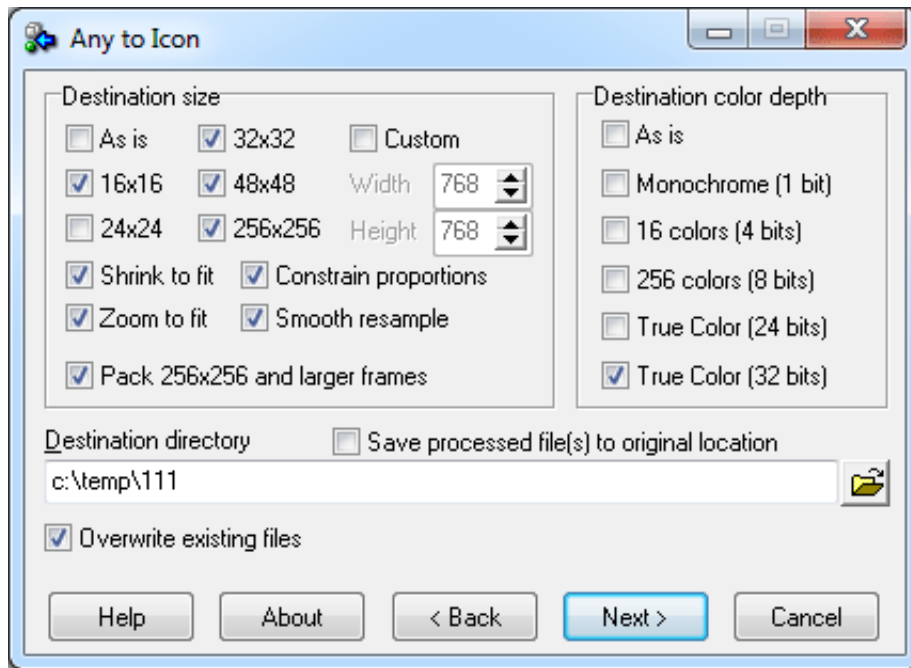 Any to Icon
Destination size
As is 32x32 Custom
16x16 48x48 Width 768
24x24 256x256 Height 768
Shrink to fit Constrain proportions
Zoom to fit Smooth resample
Pack 256x256 and larger frames
Destination color depth
As is
Monochrome (1 bit)
16 colors (4 bits)
256 colors (8 bits)
True Color (24 bits)
True Color (32 bits)
Destination directory Save processed file(s) to original location
c:\temp\111
Overwrite existing files
Help About < Back Next > Cancel